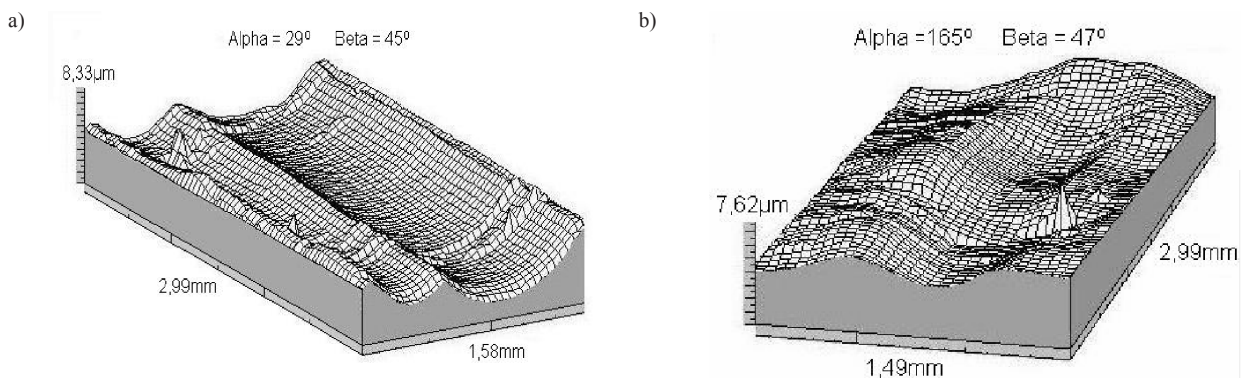 a)
Alpha = 29º Beta = 45º
8,33µm
2,99mm
1,58mm
b)
Alpha =165º Beta = 47º
7,62µm
2,99mm
1,49mm